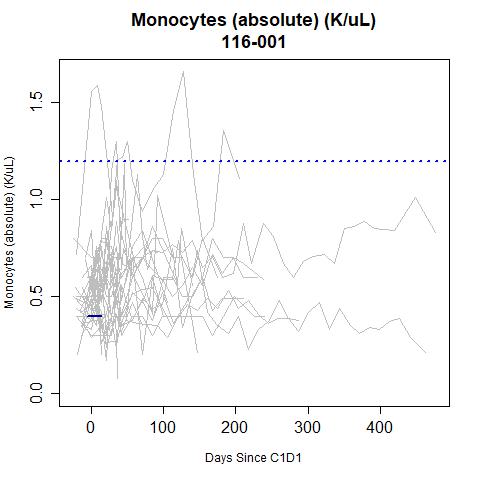 Monocytes (absolute) (K/uL)
116-001
Monocytes (absolute) (K/uL)
1.5
1.0
0.5
0.0
0 100 200 300 400
Days Since C1D1